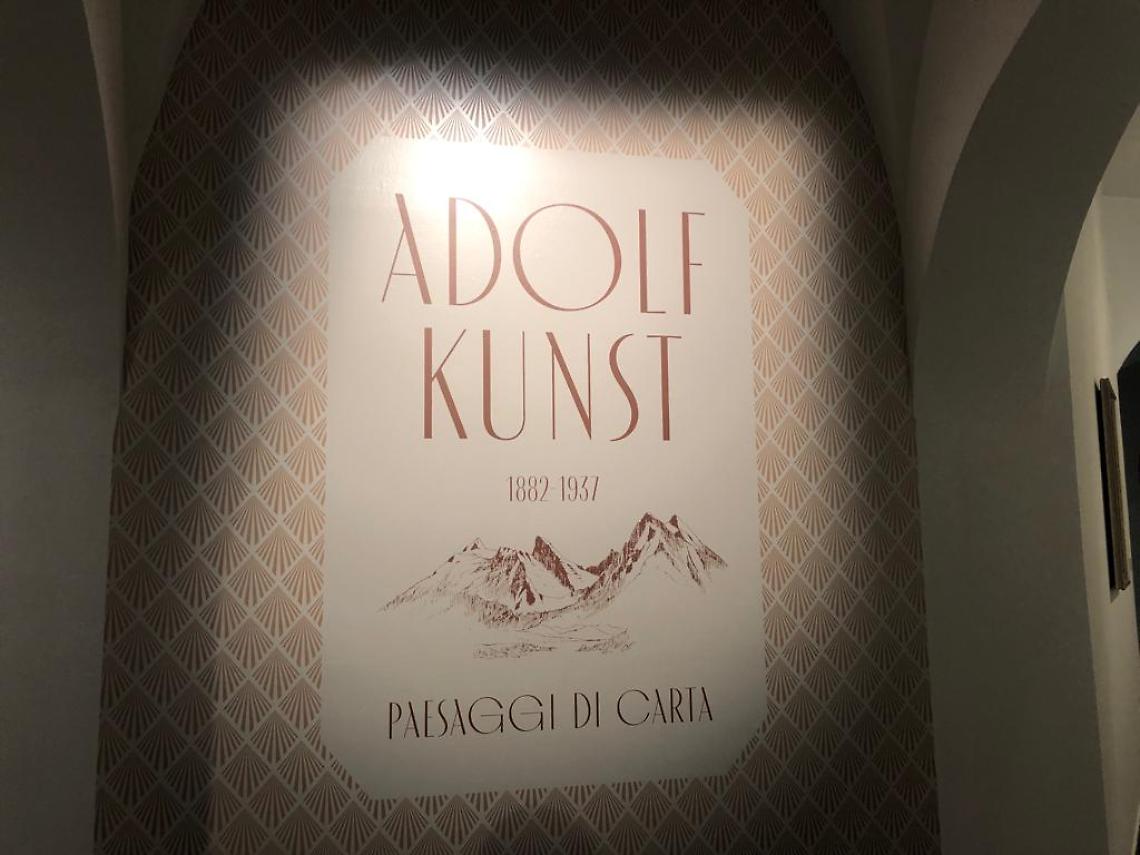 ADOLF
KUNST
1882-1937
PAESAGGI DI CARTA